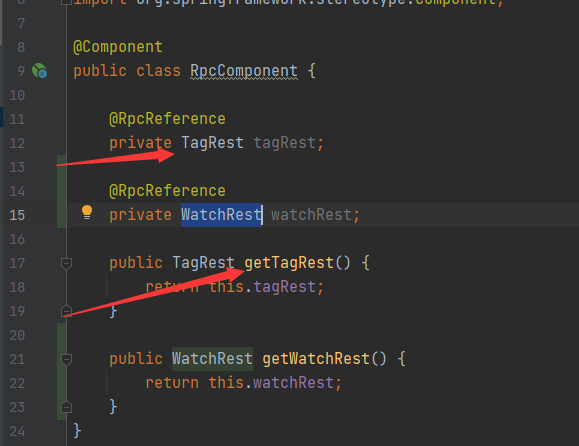 import org.springframework.stereotype.Component;
7
8 @Component
9 public class RpcComponent {
10
11 @RpcReference
12 private TagRest tagRest;
13
14 @RpcReference
15 private WatchRest watchRest;
16
17 public TagRest getTagRest() {
18 return this.tagRest;
19 }
20
21 public WatchRest getWatchRest() {
22 return this.watchRest;
23 }
24 }